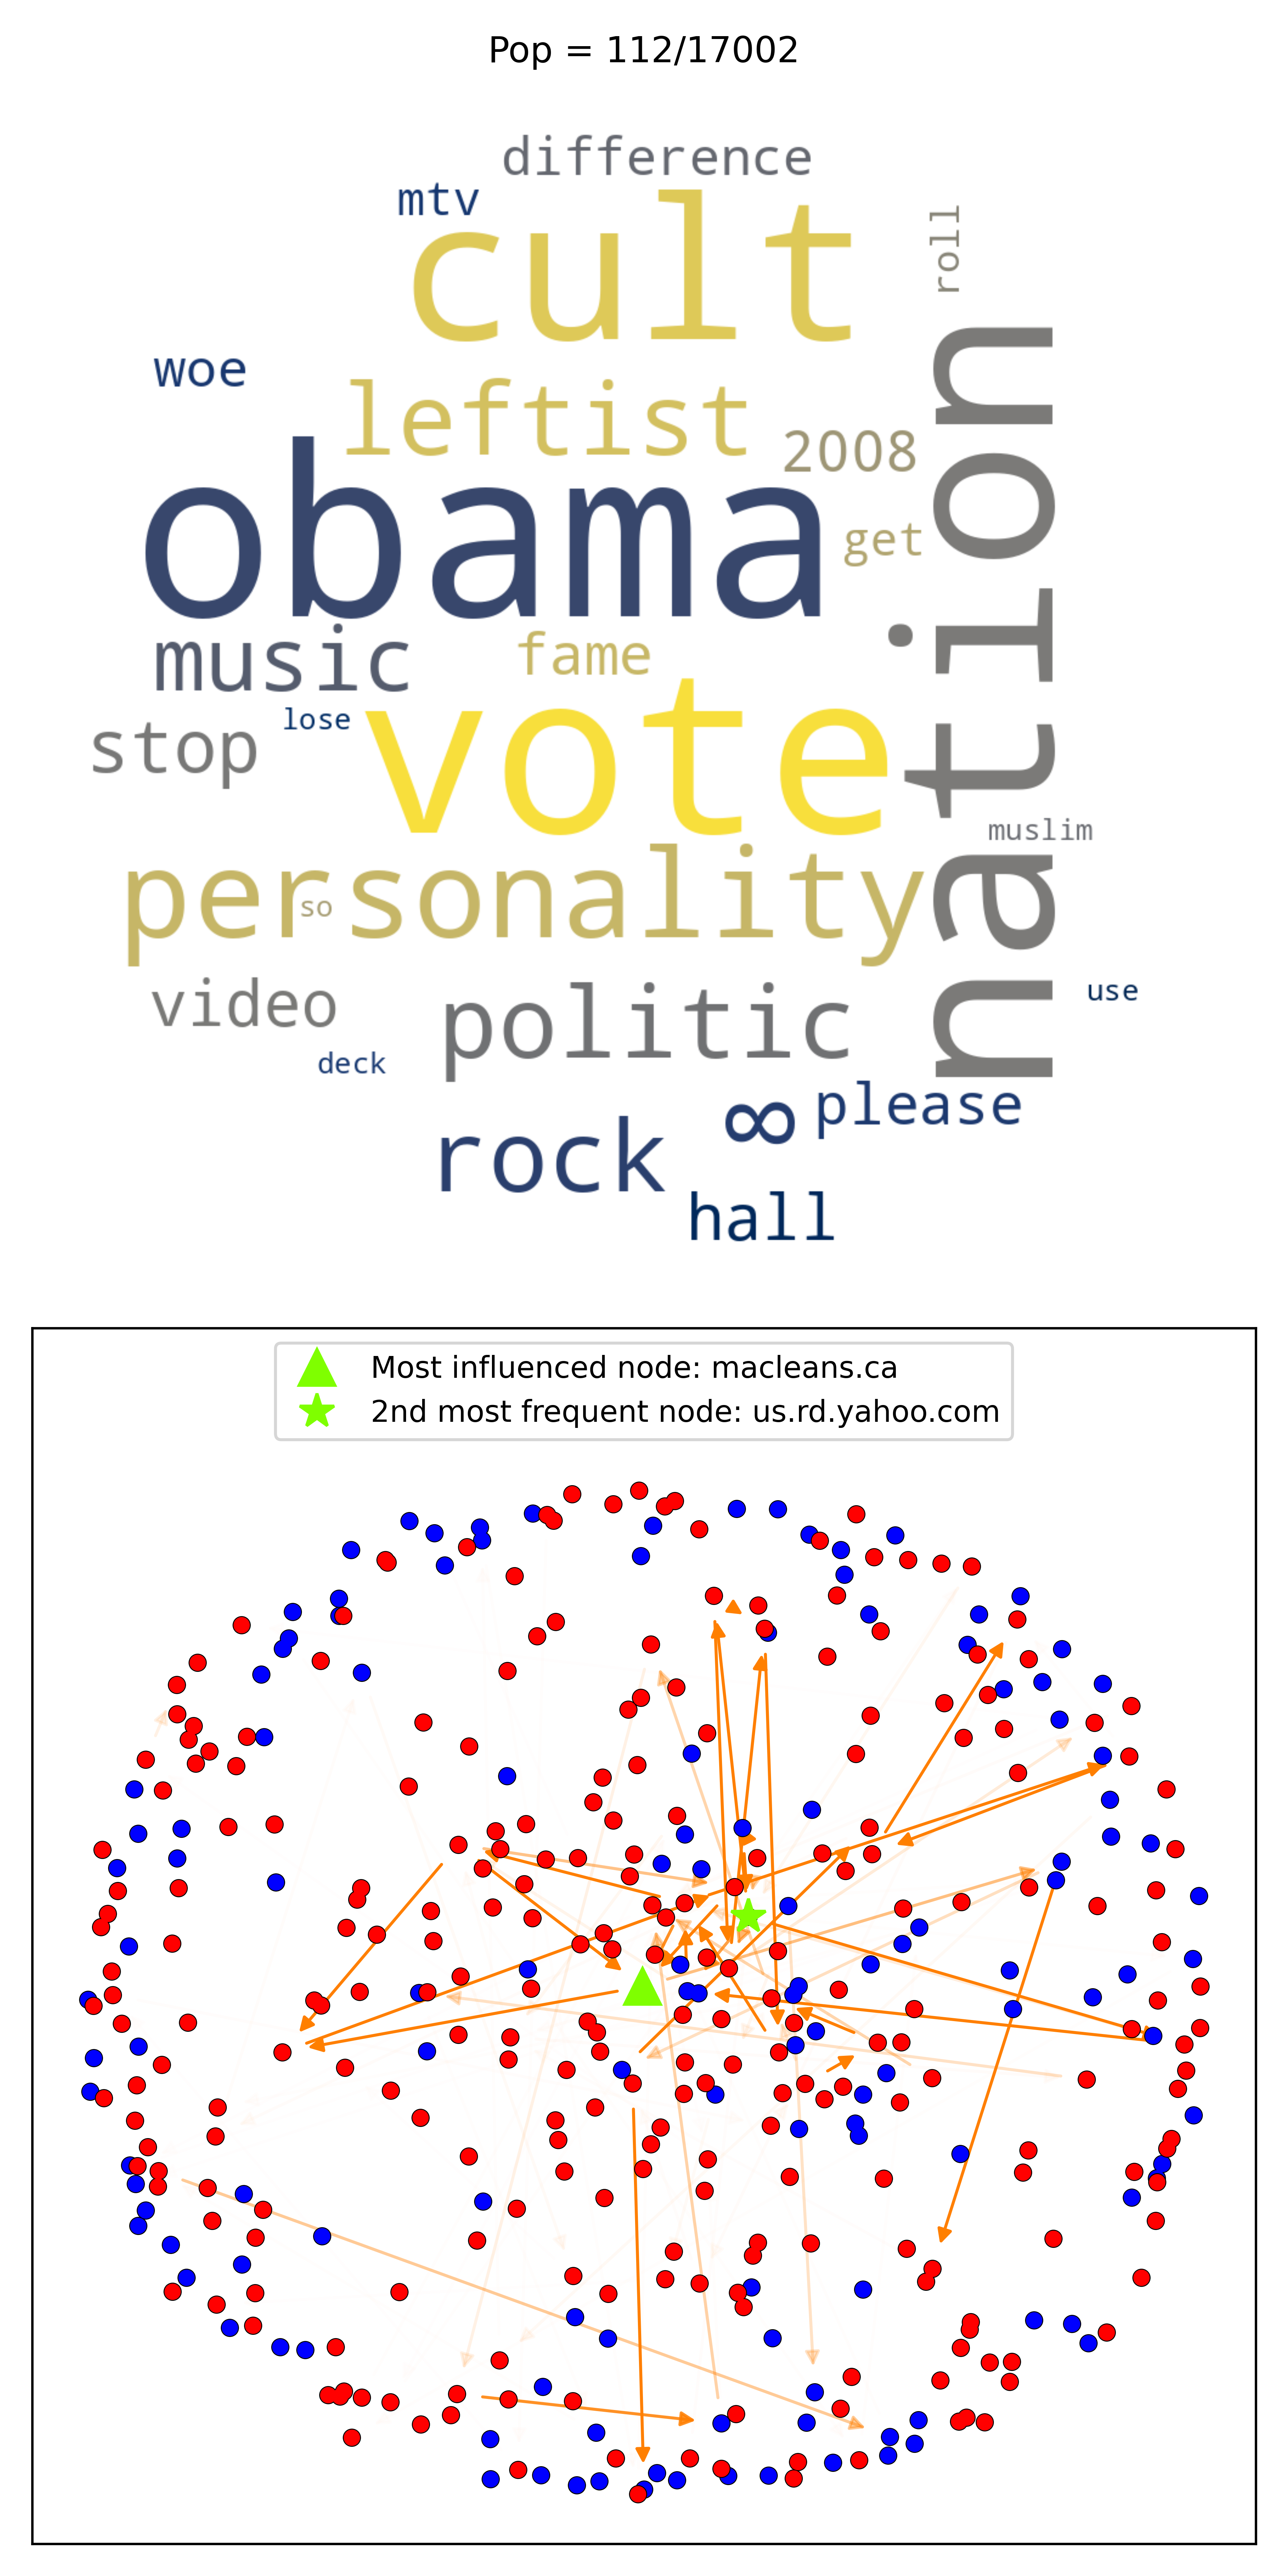 Pop = 112/17002
difference
mtv
cult
roll
woe
leftist
2008
obama
get
nation
music
fame
lose
stop
vote
muslim
personality
so
video
politic
use
deck
∞
please
rock
hall
Most influenced node: macleans.ca
2nd most frequent node: us.rd.yahoo.com